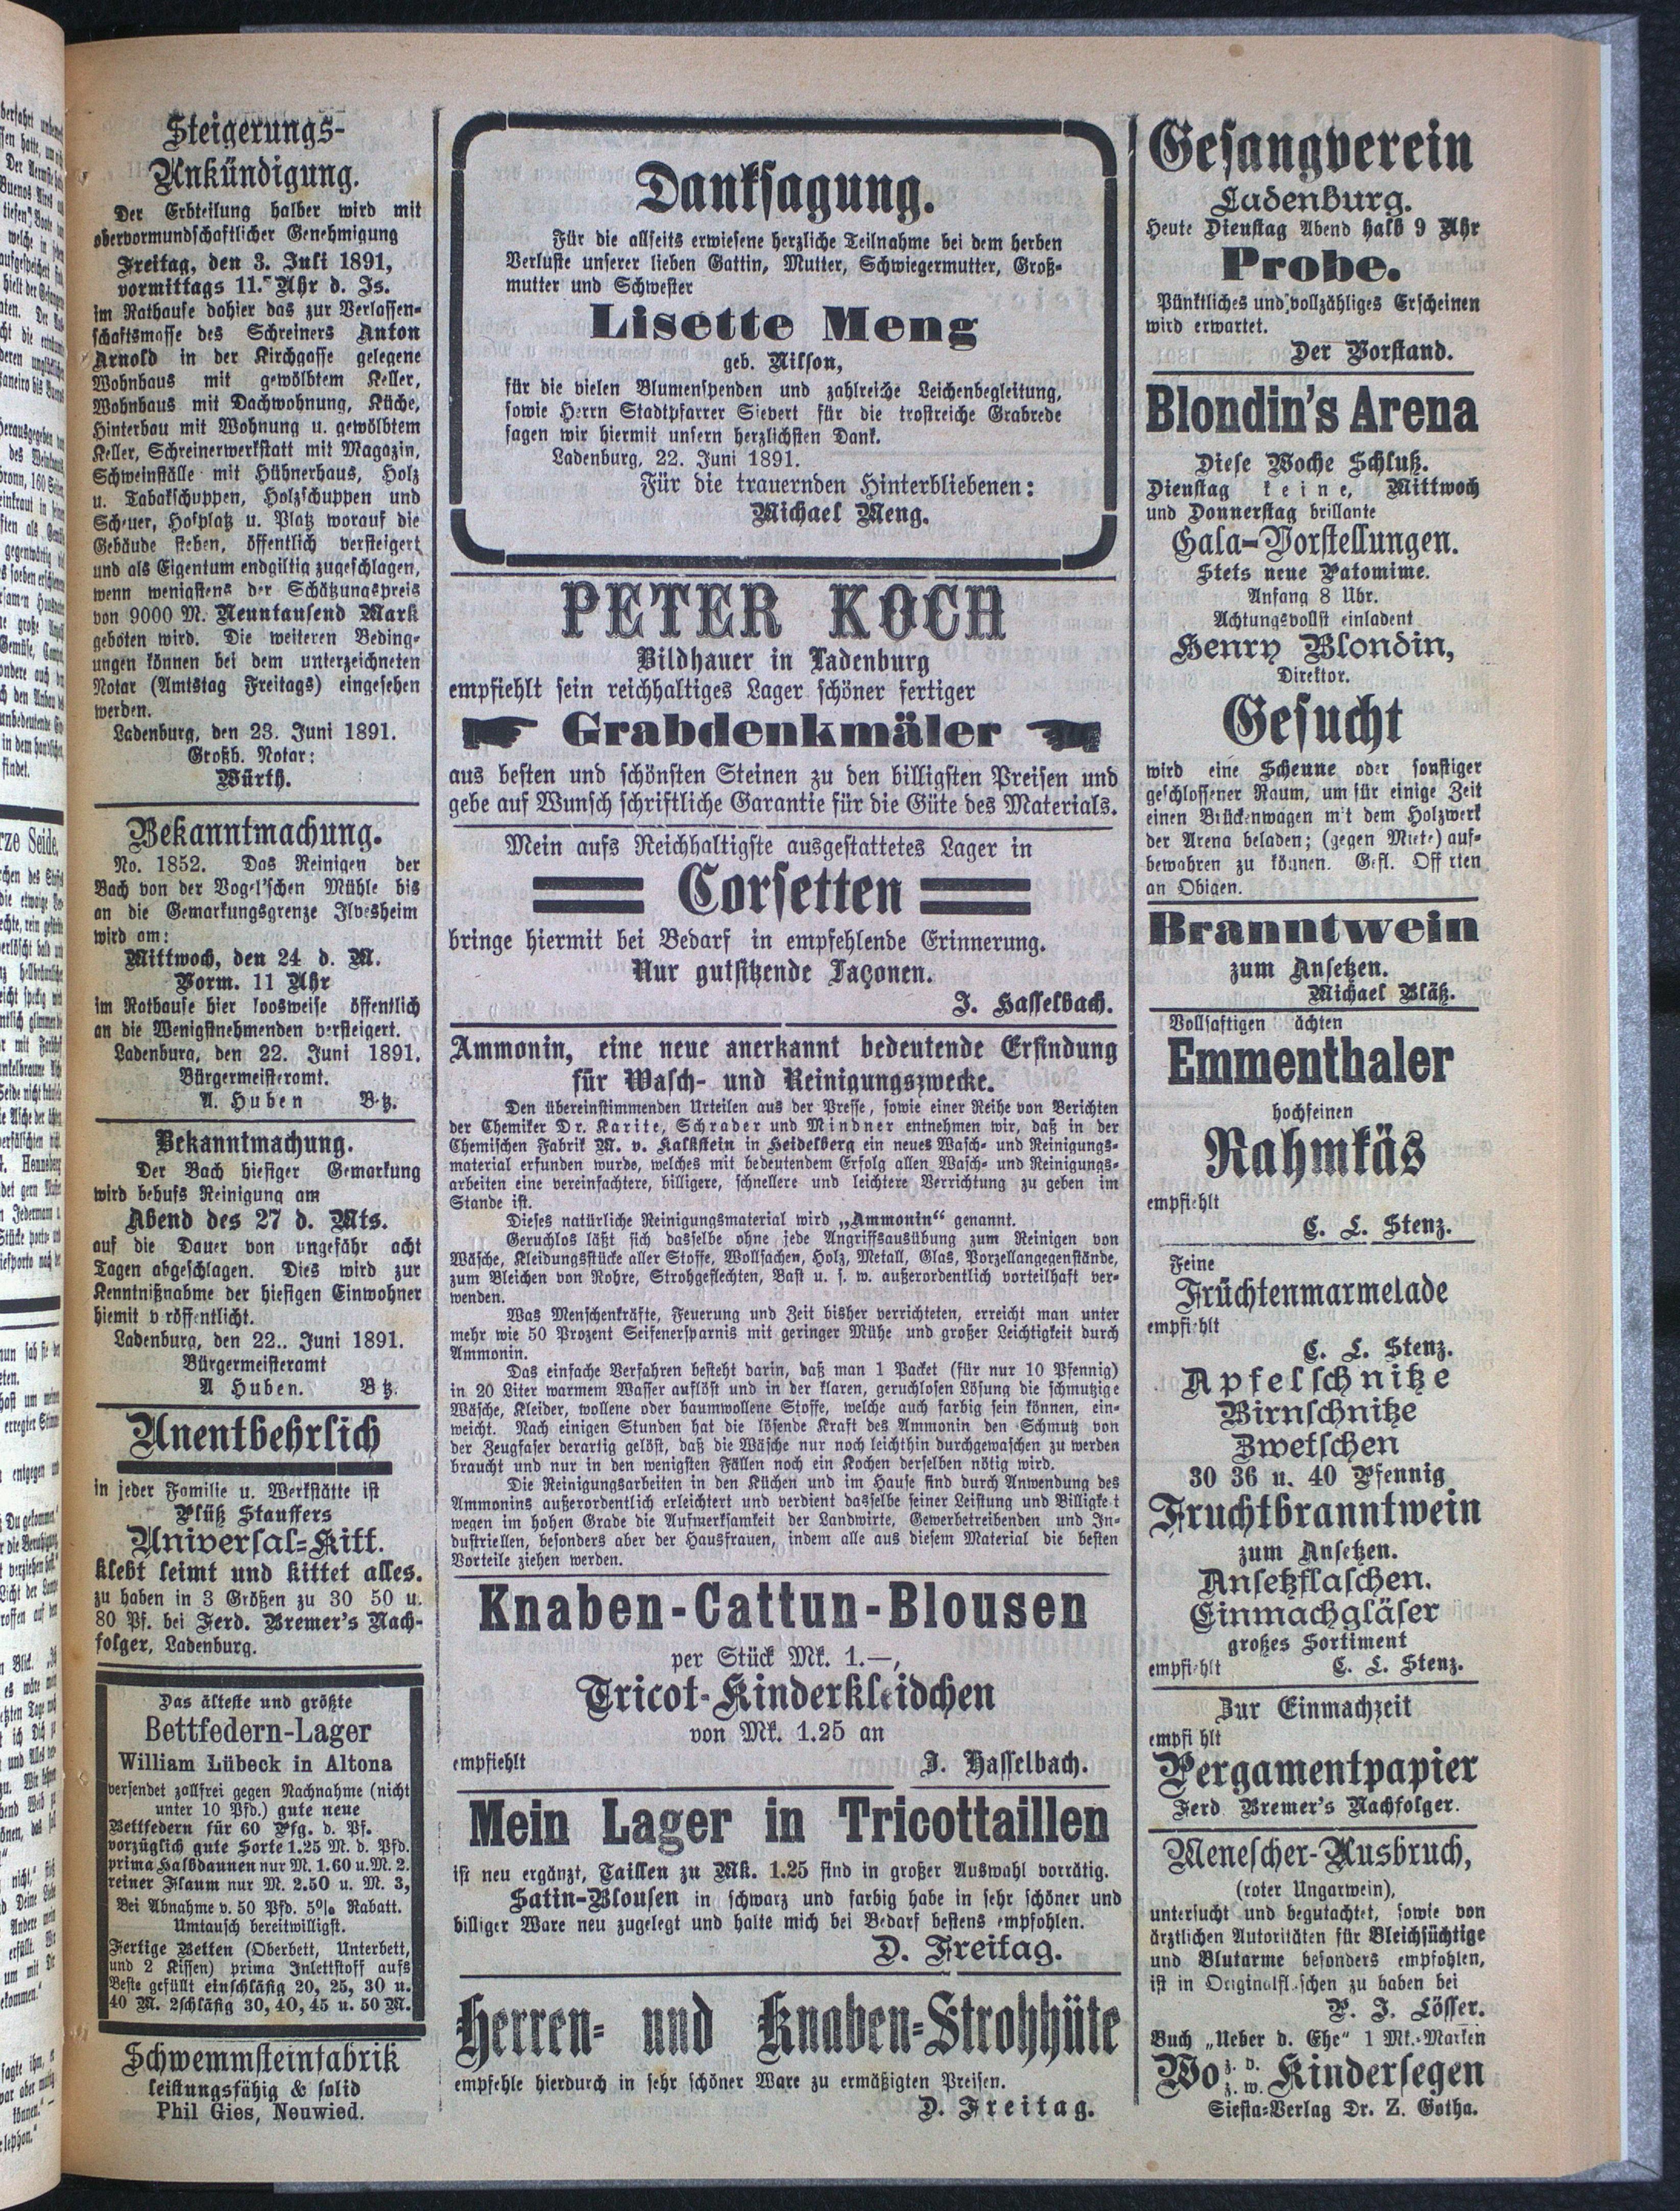 Steigerungs-
Ankündigung.
Der Erbteilung halber wird mit
obervormundschaftlicher Genehmigung
Freitag, den 3. Juli 1891,
vormittags 11 Uhr d. Js.
im Rathause dahier das zur Verlassen-
schaftsmasse des Schreiners Anton
Arnold in der Kirchgasse gelegene
Wohnhaus mit gewölbtem Keller,
Wohnhaus mit Dachwohnung, Küche,
Hinterbau mit Wohnung u. gewölbtem
Keller, Schreinerwerkstatt mit Magazin,
Schweinställe mit Hühnerhaus, Holz
u. Tabakschuppen, Holzschuppen und
Scheuer, Hofplatz u. Platz worauf die
Gebäude stehen, öffentlich versteigert
und als Eigentum endgiltig zugeschlagen,
wenn wenigstens der Schätzungspreis
von 9000 M. Neuntausend Mark
geboten wird. Die weiteren Beding-
ungen können bei dem unterzeichneten
Notar (Amtstag Freitags) eingesehen
werden.
Ladenburg, den 23. Juni 1891.
Großh. Notar:
Würth.
Bekanntmachung.
No. 1852. Das Reinigen der
Bach von der Vogel'schen Mühle bis
an die Gemarkungsgrenze Ilvesheim
wird am:
Mittwoch, den 24 d. M.
Vorm. 11 Uhr
im Rathause hier loosweise öffentlich
an die Wenigstnehmenden versteigert.
Ladenburg, den 22. Juni 1891.
Bürgermeisteramt.
A. Huben Btz.
Bekanntmachung.
Der Bach hiesiger Gemarkung
wird behufs Reinigung am
Abend des 27 d. Mts.
auf die Dauer von ungefähr acht
Tagen abgeschlagen. Dies wird zur
Kenntnißnahme der hiesigen Einwohner
hiemit v röffentlicht.
Ladenburg, den 22.. Juni 1891.
Bürgermeisteramt
A Huben. B tz.
Unentbehrlich
in jeder Familie u. Werkstätte ist
Plüß Stauffers
Universal-Kitt.
klebt leimt und kittet alles.
zu haben in 3 Größen zu 30 50 u.
80 Pf. bei Ferd. Bremer's Nach-
folger, Ladenburg.
Das älteste und größte
Bettfedern-Lager
William Lübeck in Altona
versendet zollfrei gegen Nachnahme (nicht
unter 10 Pfd.) gute neue
Bettfedern für 60 Pfg. d. Pf.
vorzüglich gute Sorte 1.25 M. d. Pfd.
prima Halbdaunen nur M. 1.60 u. M. 2.
reiner Flaum nur M. 2.50 u. M. 3,
Bei Abnahme v. 50 Pfd. 5% Rabatt.
Umtausch bereitwilligst.
Fertige Betten (Oberbett, Unterbett,
und 2 Kissen) prima Inlettstoff aufs
Beste gefüllt einschläfig 20, 25, 30 u.
40 M. 2schläfig 30, 40, 45 u. 50 M.
Schwemmsteinfabrik
leistungsfähig & solid
Phil Gies, Neuwied.
Danksagung.
Für die allseits erwiesene herzliche Teilnahme bei dem herben
Verluste unserer lieben Gattin, Mutter, Schwiegermutter, Groß-
mutter und Schwester
Lisette Meng
geb. Nilson,
für die vielen Blumenspenden und zahlreiche Leichenbegleitung,
sowie Herrn Stadtpfarrer Sievert für die trostreiche Grabrede
sagen wir hiermit unsern herzlichsten Dank.
Ladenburg, 22. Juni 1891.
Für die trauernden Hinterbliebenen:
Michael Meng.
PETER KOCH
Bildhauer in Ladenburg
empfiehlt sein reichhaltiges Lager schöner fertiger
Grabdenkmäler
aus besten und schönsten Steinen zu den billigsten Preisen und
gebe auf Wunsch schriftliche Garantie für die Güte des Materials.
Mein aufs Reichhaltigste ausgestattetes Lager in
Corsetten
bringe hiermit bei Bedarf in empfehlende Erinnerung.
Nur gutsitzende Façonen.
J. Hasselbach.
Ammonin, eine neue anerkannt bedeutende Erfindung
für Wasch- und Reinigungszwecke.
Den übereinstimmenden Urteilen aus der Presse, sowie einer Reihe von Berichten
der Chemiker Dr. Karite, Schrader und Mindner entnehmen wir, daß in der
Chemischen Fabrik M. v. Kalkstein in Heidelberg ein neues Wasch- und Reinigungs-
material erfunden wurde, welches mit bedeutendem Erfolg allen Wasch- und Reinigungs-
arbeiten eine vereinfachtere, billigere, schnellere und leichtere Verrichtung zu geben im
Stande ist.
Dieses natürliche Reinigungsmaterial wird „Ammonin“ genannt.
Geruchlos läßt sich dasselbe ohne jede Angriffsausübung zum Reinigen von
Wäsche, Kleidungsstücke aller Stoffe, Wollsachen, Holz, Metall, Glas, Porzellangegenstände,
zum Bleichen von Rohre, Strohgeflechten, Bast u. s. w. außerordentlich vorteilhaft ver-
wenden.
Was Menschenkräfte, Feuerung und Zeit bisher verrichteten, erreicht man unter
mehr wie 50 Prozent Seifenersparnis mit geringer Mühe und großer Leichtigkeit durch
Ammonin.
Das einfache Verfahren besteht darin, daß man 1 Packet (für nur 10 Pfennig)
in 20 Liter warmem Wasser auflöst und in der klaren, geruchlosen Lösung die schmutzige
Wäsche, Kleider, wollene oder baumwollene Stoffe, welche auch farbig sein können, ein-
weicht. Nach einigen Stunden hat die lösende Kraft des Ammonin den Schmutz von
der Zeugfaser derartig gelöst, daß die Wäsche nur noch leichthin durchgewaschen zu werden
braucht und nur in den wenigsten Fällen noch ein Kochen derselben nötig wird.
Die Reinigungsarbeiten in den Küchen und im Hause sind durch Anwendung des
Ammonins außerordentlich erleichtert und verdient dasselbe seiner Leistung und Billigke t
wegen im hohen Grade die Aufmerksamkeit der Landwirte, Gewerbetreibenden und In-
dustriellen, besonders aber der Hausfrauen, indem alle aus diesem Material die besten
Vorteile ziehen werden.
Knaben-Cattun-Blousen
per Stück Mk. 1.—,
Tricot-Kinderkleidchen
von Mk. 1.25 an
empfiehlt J. Hasselbach.
Mein Lager in Tricottaillen
ist neu ergänzt, Taillen zu Mk. 1.25 sind in großer Auswahl vorrätig.
Satin-Blousen in schwarz und farbig habe in sehr schöner und
billiger Ware neu zugelegt und halte mich bei Bedarf bestens empfohlen.
D. Freitag.
Herren- und Knaben-Strohhüte
empfehle hierdurch in sehr schöner Ware zu ermäßigten Preisen.
D. Freitag.
Gesangverein
Ladenburg.
Heute Dienstag Abend halb 9 Uhr
Probe.
Pünktliches und vollzähliges Erscheinen
wird erwartet.
Der Vorstand.
Blondin's Arena
Diese Woche Schluß.
Dienstag keine, Mittwoch
und Donnerstag brillante
Gala-Vorstellungen.
Stets neue Patomime.
Anfang 8 Uhr.
Achtungsvollst einladent
Henry Blondin,
Direktor.
Gesucht
wird eine Scheune oder sonstiger
geschlossener Raum, um für einige Zeit
einen Brückenwagen mit dem Holzwerk
der Arena beladen; (gegen Miete) auf-
bewahren zu können. Gefl. Off rten
an Obigen.
Branntwein
zum Ansetzen.
Michael Bläß.
Vollsaftigen ächten
Emmenthaler
hochfeinen
Rahmkäs
empfiehlt
C. L. Stenz.
Feine
Früchtenmarmelade
empfiehlt
C. L. Stenz.
Apfelschnitze
Birnschnitze
Zwetschen
30 36 u. 40 Pfennig
Fruchtbranntwein
zum Ansetzen.
Ansetzflaschen.
Einmachgläser
großes Sortiment
empfiehlt C. L. Stenz.
Zur Einmachzeit
empfi hlt
Pergamentpapier
Ferd Bremer's Nachfolger.
Menescher-Ausbruch,
(roter Ungarwein),
untersucht und begutachtet, sowie von
ärztlichen Autoritäten für Bleichsüchtige
und Blutarme besonders empfohlen,
ist in Originalfl.schen zu haben bei
P. J. Lösser.
Buch „Ueber d. Ehe“ 1 Mk.-Marken
Wo z. d. z. w. Kindersegen
Siesta-Verlag Dr. Z. Gotha.